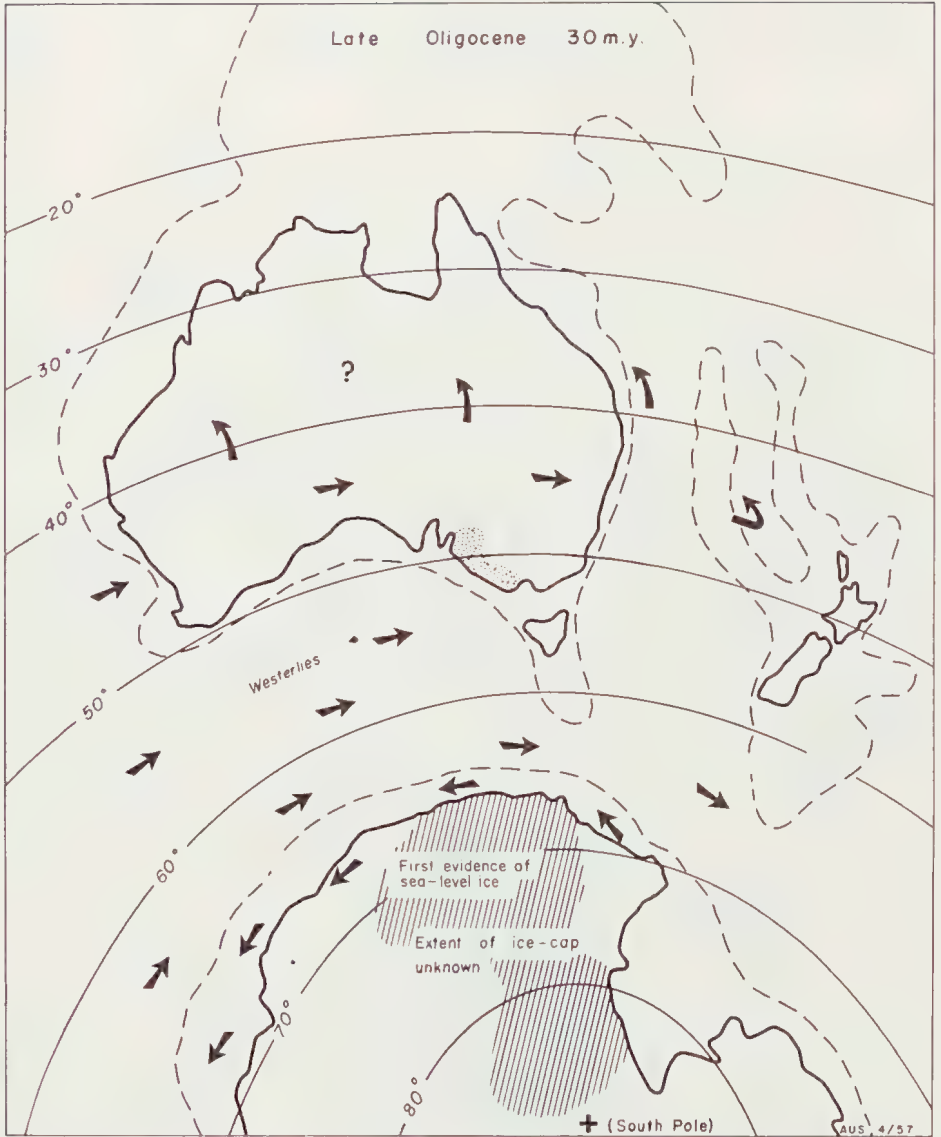 Late Oligocene 30 m.y.
20°
30°
?
40°
50°
Westerlies
60°
First evidence of
sea-level ice
Extent of ice-cap
unknown
70°
80°
+ (South Pole)
AUS 4/57